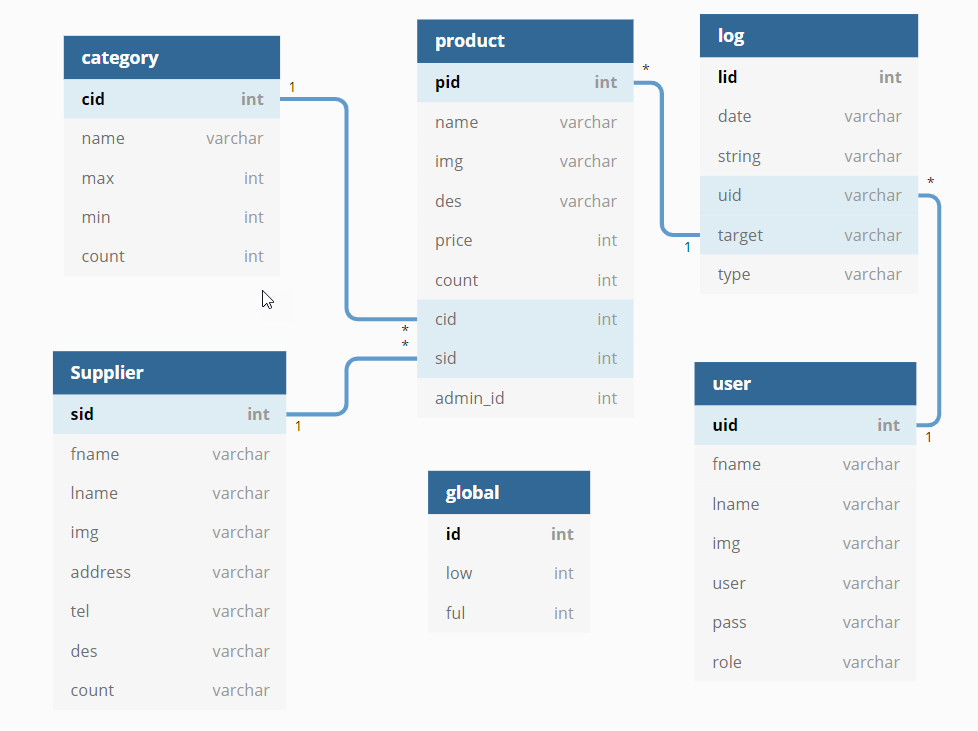 category
cid int
name varchar
max int
min int
count int
1
product
pid int
name varchar
img varchar
des varchar
price int
count int
cid int
sid int
admin_id int
*
*
*
1
log
lid int
date varchar
string varchar
uid varchar
target varchar
type varchar
*
Supplier
sid int
fname varchar
lname varchar
img varchar
address varchar
tel varchar
des varchar
count varchar
1
global
id int
low int
ful int
user
uid int
fname varchar
lname varchar
img varchar
user varchar
pass varchar
role varchar
1